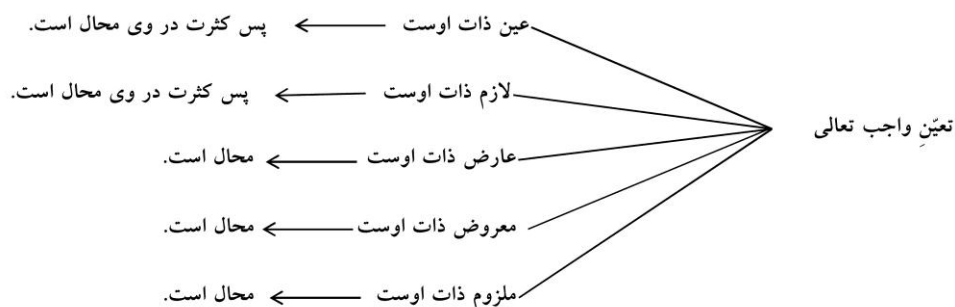 تعیّنِ واجب تعالی
عین ذات اوست پس کثرت در وی محال است.
لازم ذات اوست پس کثرت در وی محال است.
عارض ذات اوست محال است.
معروض ذات اوست محال است.
ملزوم ذات اوست محال است.